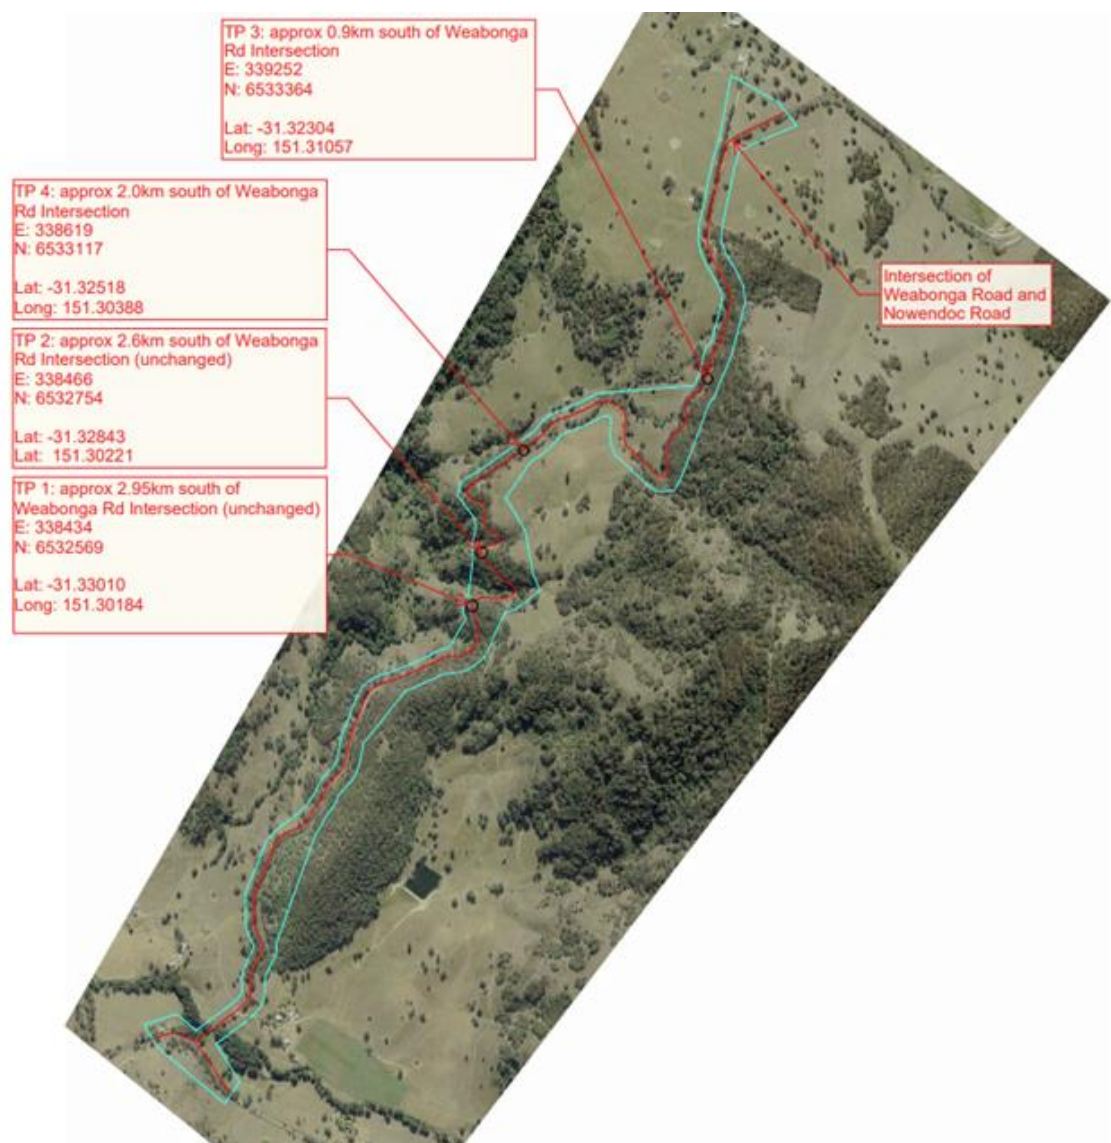 TP 3: approx 0.9km south of Weabonga
Rd Intersection
E: 339252
N: 6533364
Lat: -31.32304
Long: 151.31057
TP 4: approx 2.0km south of Weabonga
Rd Intersection
E: 338619
N: 6533117
Lat: -31.32518
Long: 151.30388
TP 2: approx 2.6km south of Weabonga
Rd Intersection (unchanged)
E: 338466
N: 6532754
Lat: -31.32843
Lat: 151.30221
TP 1: approx 2.95km south of
Weabonga Rd Intersection (unchanged)
E: 338434
N: 6532569
Lat: -31.33010
Long: 151.30184
Intersection of
Weabonga Road and
Nowendoc Road